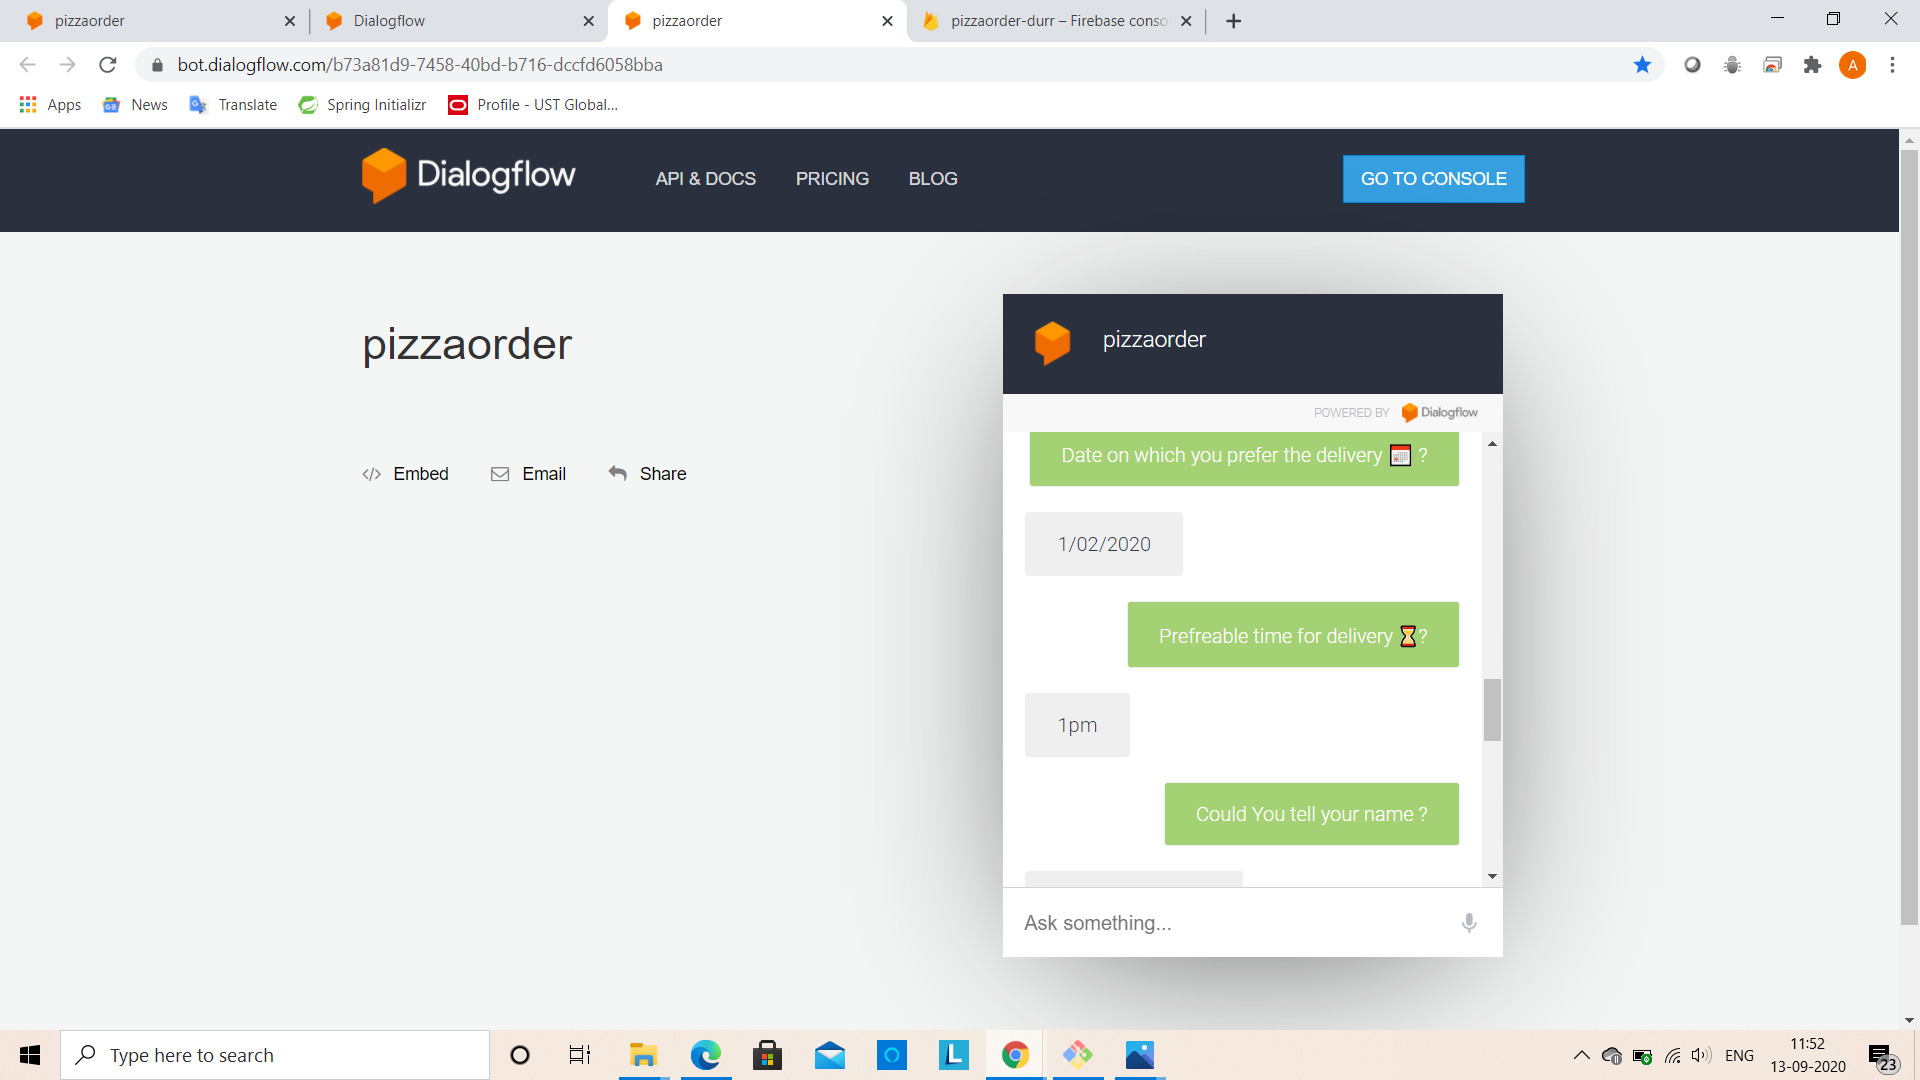 pizzaorder
Dialogflow
pizzaorder
pizzaorder-durr – Firebase conso
bot.dialogflow.com/b73a81d9-7458-40bd-b716-dccfd6058bba
A
Apps
News
Translate
Spring Initializr
Profile - UST Global...
Dialogflow
API & DOCS
PRICING
BLOG
GO TO CONSOLE
pizzaorder
Embed
Email
Share
pizzaorder
POWERED BY Dialogflow
Date on which you prefer the delivery ?
1/02/2020
Prefreable time for delivery ?
1pm
Could You tell your name ?
Ask something...
Type here to search
L
ENG
11:52
13-09-2020
23